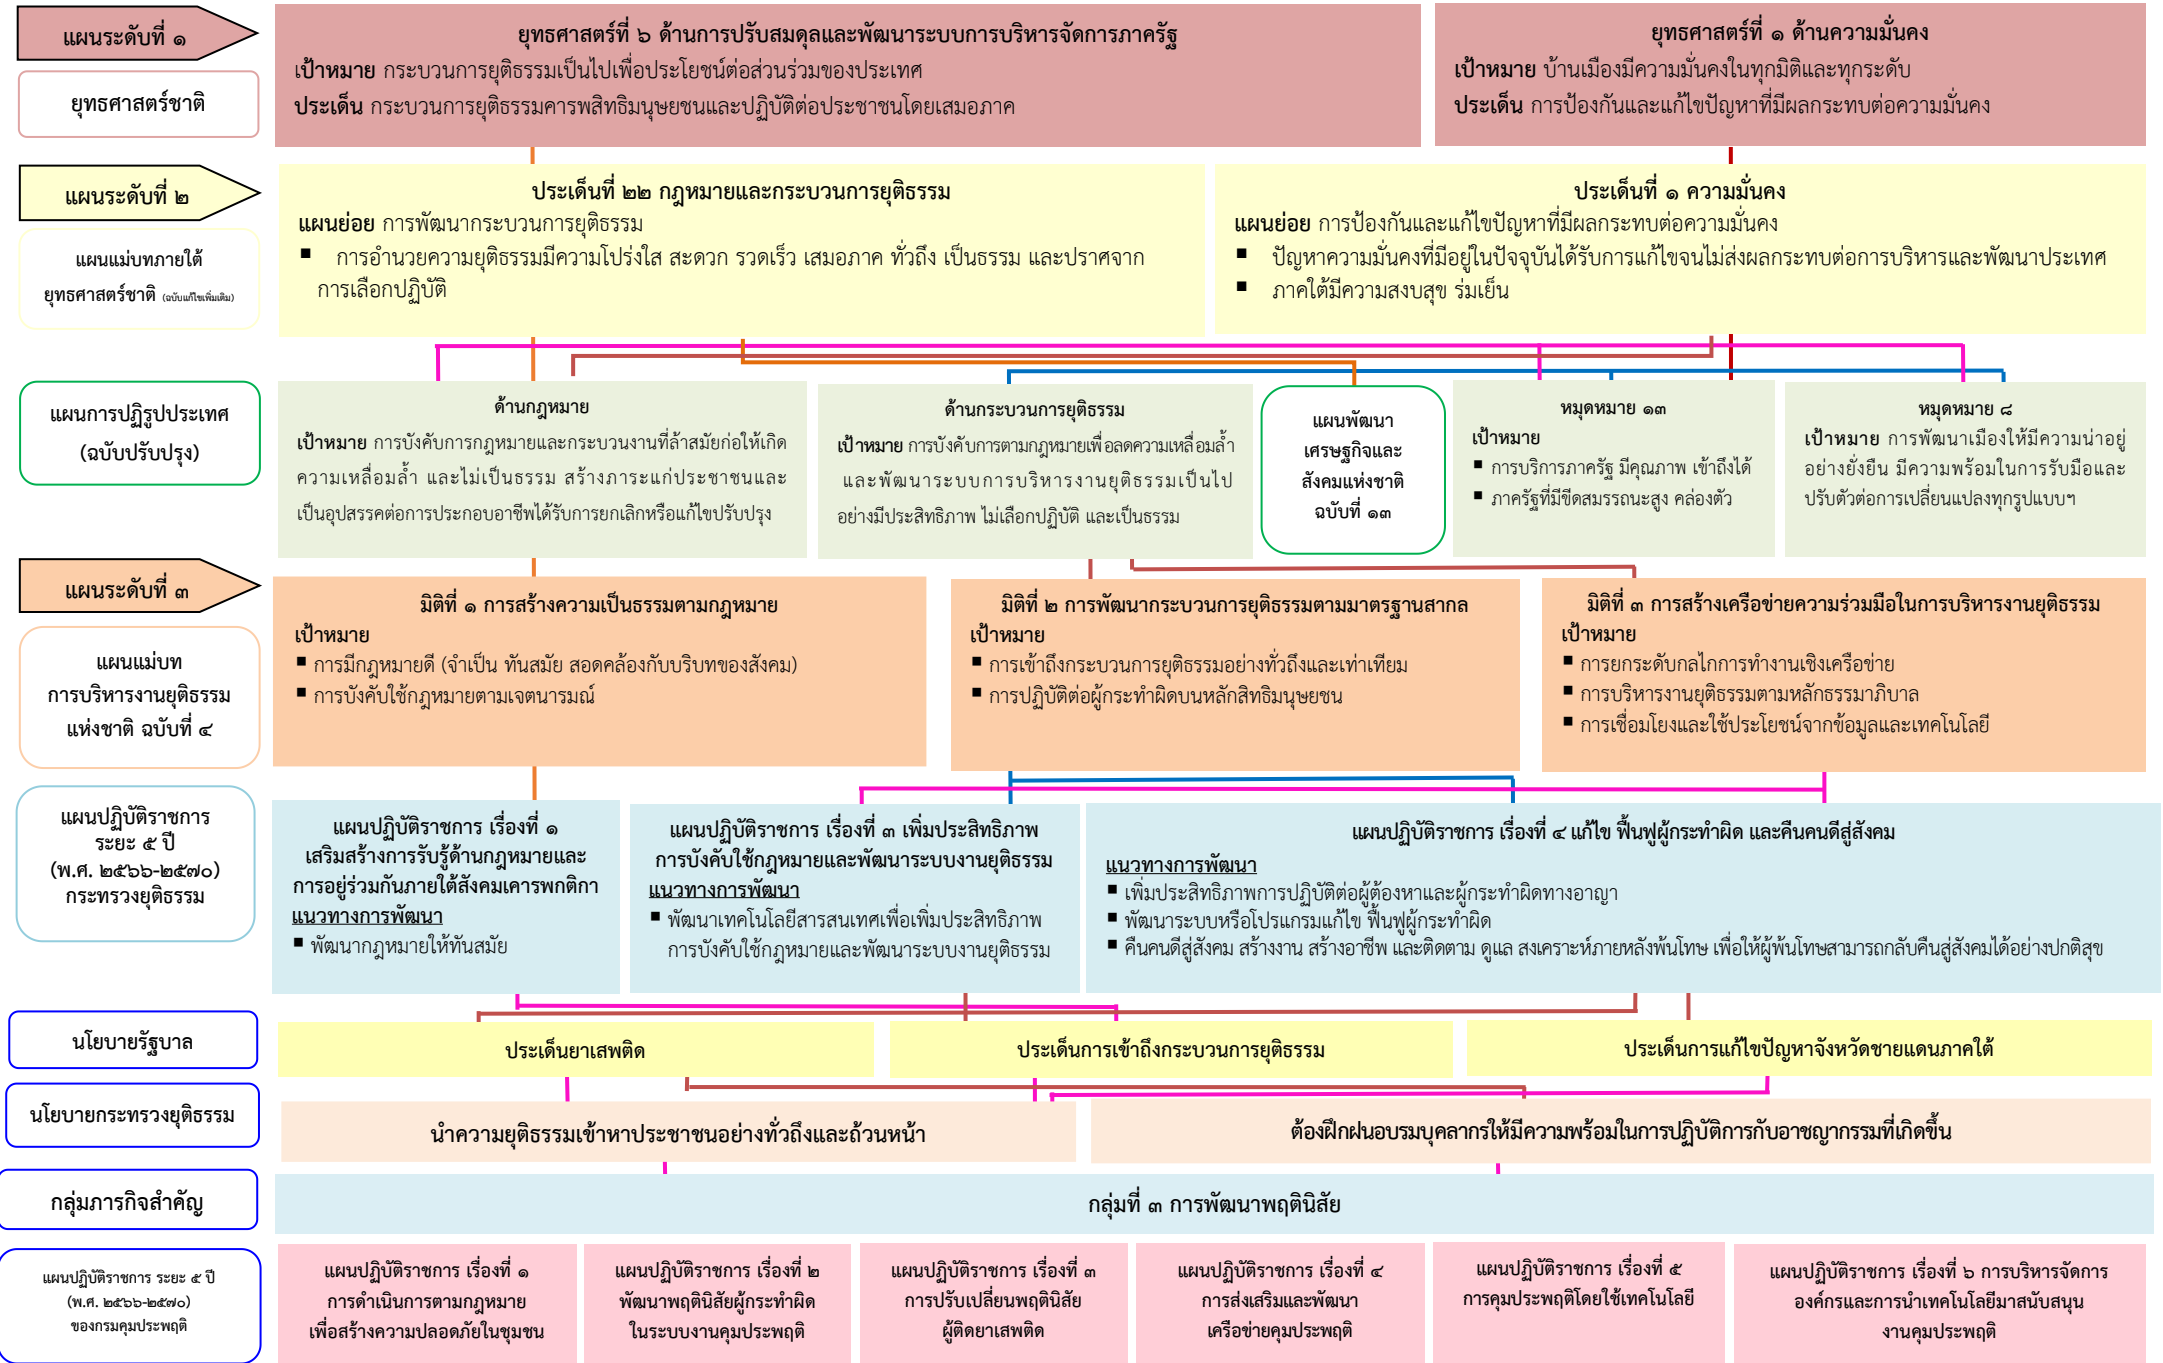 แผนระดับที่ ๑
ยุทธศาสตร์ชาติ
ยุทธศาสตร์ที่ ๖ ด้านการปรับสมดุลและพัฒนาระบบการบริหารจัดการภาครัฐ
เป้าหมาย กระบวนการยุติธรรมเป็นไปเพื่อประโยชน์ต่อส่วนร่วมของประเทศ
ประเด็น กระบวนการยุติธรรมคารพสิทธิมนุษยชนและปฏิบัติต่อประชาชนโดยเสมอภาค
ยุทธศาสตร์ที่ ๑ ด้านความมั่นคง
เป้าหมาย บ้านเมืองมีความมั่นคงในทุกมิติและทุกระดับ
ประเด็น การป้องกันและแก้ไขปัญหาที่มีผลกระทบต่อความมั่นคง
แผนระดับที่ ๒
แผนแม่บทภายใต้
ยุทธศาสตร์ชาติ (ฉบับแก้ไขเพิ่มเติม)
ประเด็นที่ ๒๒ กฎหมายและกระบวนการยุติธรรม
แผนย่อย การพัฒนากระบวนการยุติธรรม
▪ การอำนวยความยุติธรรมมีความโปร่งใส สะดวก รวดเร็ว เสมอภาค ทั่วถึง เป็นธรรม และปราศจาก
การเลือกปฏิบัติ
ประเด็นที่ ๑ ความมั่นคง
แผนย่อย การป้องกันและแก้ไขปัญหาที่มีผลกระทบต่อความมั่นคง
▪ ปัญหาความมั่นคงที่มีอยู่ในปัจจุบันได้รับการแก้ไขจนไม่ส่งผลกระทบต่อการบริหารและพัฒนาประเทศ
▪ ภาคใต้มีความสงบสุข ร่มเย็น
แผนการปฏิรูปประเทศ
(ฉบับปรับปรุง)
ด้านกฎหมาย
เป้าหมาย การบังคับการกฎหมายและกระบวนงานที่ล้าสมัยก่อให้เกิด
ความเหลื่อมล้ำ และไม่เป็นธรรม สร้างภาระแก่ประชาชนและ
เป็นอุปสรรคต่อการประกอบอาชีพได้รับการยกเลิกหรือแก้ไขปรับปรุง
ด้านกระบวนการยุติธรรม
เป้าหมาย การบังคับการตามกฎหมายเพื่อลดความเหลื่อมล้ำ
และพัฒนาระบบการบริหารงานยุติธรรมเป็นไป
อย่างมีประสิทธิภาพ ไม่เลือกปฏิบัติ และเป็นธรรม
แผนพัฒนา
เศรษฐกิจและ
สังคมแห่งชาติ
ฉบับที่ ๑๓
หมุดหมาย ๑๓
เป้าหมาย
▪ การบริการภาครัฐ มีคุณภาพ เข้าถึงได้
▪ ภาครัฐที่มีขีดสมรรถนะสูง คล่องตัว
หมุดหมาย ๘
เป้าหมาย การพัฒนาเมืองให้มีความน่าอยู่
อย่างยั่งยืน มีความพร้อมในการรับมือและ
ปรับตัวต่อการเปลี่ยนแปลงทุกรูปแบบฯ
แผนระดับที่ ๓
แผนแม่บท
การบริหารงานยุติธรรม
แห่งชาติ ฉบับที่ ๔
มิติที่ ๑ การสร้างความเป็นธรรมตามกฎหมาย
เป้าหมาย
▪ การมีกฎหมายดี (จำเป็น ทันสมัย สอดคล้องกับบริบทของสังคม)
▪ การบังคับใช้กฎหมายตามเจตนารมณ์
มิติที่ ๒ การพัฒนากระบวนการยุติธรรมตามมาตรฐานสากล
เป้าหมาย
▪ การเข้าถึงกระบวนการยุติธรรมอย่างทั่วถึงและเท่าเทียม
▪ การปฏิบัติต่อผู้กระทำผิดบนหลักสิทธิมนุษยชน
มิติที่ ๓ การสร้างเครือข่ายความร่วมมือในการบริหารงานยุติธรรม
เป้าหมาย
▪ การยกระดับกลไกการทำงานเชิงเครือข่าย
▪ การบริหารงานยุติธรรมตามหลักธรรมาภิบาล
▪ การเชื่อมโยงและใช้ประโยชน์จากข้อมูลและเทคโนโลยี
แผนปฏิบัติราชการ
ระยะ ๕ ปี
(พ.ศ. ๒๕๖๖-๒๕๗๐)
กระทรวงยุติธรรม
แผนปฏิบัติราชการ เรื่องที่ ๑
เสริมสร้างการรับรู้ด้านกฎหมายและ
การอยู่ร่วมกันภายใต้สังคมเคารพกติกา
แนวทางการพัฒนา
▪ พัฒนากฎหมายให้ทันสมัย
แผนปฏิบัติราชการ เรื่องที่ ๓ เพิ่มประสิทธิภาพ
การบังคับใช้กฎหมายและพัฒนาระบบงานยุติธรรม
แนวทางการพัฒนา
▪ พัฒนาเทคโนโลยีสารสนเทศเพื่อเพิ่มประสิทธิภาพ
การบังคับใช้กฎหมายและพัฒนาระบบงานยุติธรรม
แผนปฏิบัติราชการ เรื่องที่ ๔ แก้ไข ฟื้นฟูผู้กระทำผิด และคืนคนดีสู่สังคม
แนวทางการพัฒนา
▪ เพิ่มประสิทธิภาพการปฏิบัติต่อผู้ต้องหาและผู้กระทำผิดทางอาญา
▪ พัฒนาระบบหรือโปรแกรมแก้ไข ฟื้นฟูผู้กระทำผิด
▪ คืนคนดีสู่สังคม สร้างงาน สร้างอาชีพ และติดตาม ดูแล สงเคราะห์ภายหลังพ้นโทษ เพื่อให้ผู้พ้นโทษสามารถกลับคืนสู่สังคมได้อย่างปกติสุข
นโยบายรัฐบาล
ประเด็นยาเสพติด
ประเด็นการเข้าถึงกระบวนการยุติธรรม
ประเด็นการแก้ไขปัญหาจังหวัดชายแดนภาคใต้
นโยบายกระทรวงยุติธรรม
นำความยุติธรรมเข้าหาประชาชนอย่างทั่วถึงและถ้วนหน้า
ต้องฝึกฝนอบรมบุคลากรให้มีความพร้อมในการปฏิบัติการกับอาชญากรรมที่เกิดขึ้น
กลุ่มภารกิจสำคัญ
กลุ่มที่ ๓ การพัฒนาพฤตินิสัย
แผนปฏิบัติราชการ ระยะ ๕ ปี
(พ.ศ. ๒๕๖๖-๒๕๗๐)
ของกรมคุมประพฤติ
แผนปฏิบัติราชการ เรื่องที่ ๑
การดำเนินการตามกฎหมาย
เพื่อสร้างความปลอดภัยในชุมชน
แผนปฏิบัติราชการ เรื่องที่ ๒
พัฒนาพฤตินิสัยผู้กระทำผิด
ในระบบงานคุมประพฤติ
แผนปฏิบัติราชการ เรื่องที่ ๓
การปรับเปลี่ยนพฤตินิสัย
ผู้ติดยาเสพติด
แผนปฏิบัติราชการ เรื่องที่ ๔
การส่งเสริมและพัฒนา
เครือข่ายคุมประพฤติ
แผนปฏิบัติราชการ เรื่องที่ ๕
การคุมประพฤติโดยใช้เทคโนโลยี
แผนปฏิบัติราชการ เรื่องที่ ๖ การบริหารจัดการ
องค์กรและการนำเทคโนโลยีมาสนับสนุน
งานคุมประพฤติ